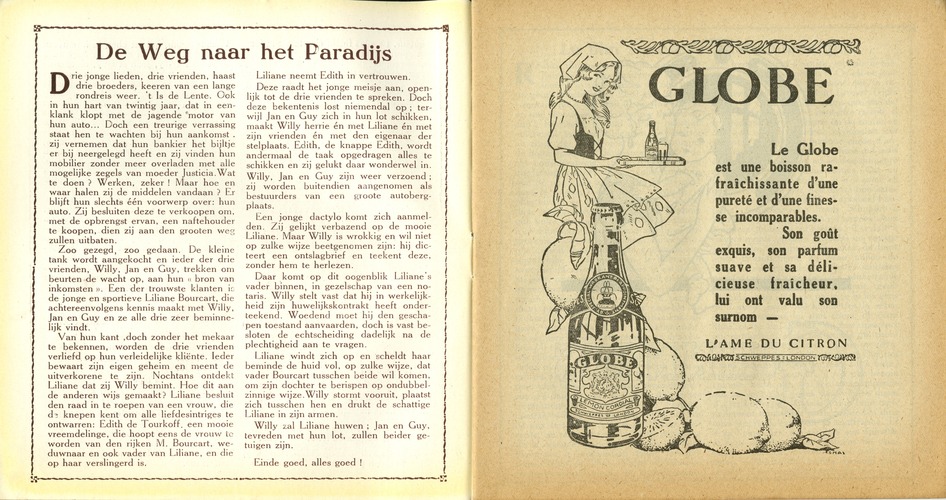 De Weg naar het Paradijs
Drie jonge lieden, drie vrienden, haast
drie broeders, keeren van een lange
rondreis weer. 't Is de Lente. Ook
in hun hart van twintig jaar, dat in een-
klank klopt met de jagende motor van
hun auto... Doch een treurige verrassing
staat hen te wachten bij hun aankomst.
zij vernemen dat hun bankier het bijltje
er bij neergelegd heeft en zij vinden hun
mobilier zonder meer overladen met alle
mogelijke zegels van moeder Justicia. Wat
te doen ? Werken, zeker ! Maar hoe en
waar halen zij de middelen vandaan ? Er
blijft hun slechts één voorwerp over: hun
auto. Zij besluiten deze te verkoopen om,
met de opbrengst ervan, een naftehouder
te koopen, dien zij aan den grooten weg
zullen uitbaten.
Zoo gezegd, zoo gedaan. De kleine
tank wordt aangekocht en ieder der drie
vrienden, Willy, Jan en Guy, trekken om
beurten de wacht op, aan hun « bron van
inkomsten ». Een der trouwste klanten is
de jonge en sportieve Liliane Bourcart, die
achtereenvolgens kennis maakt met Willy,
Jan en Guy en ze alle drie zeer beminne-
lijk vindt.
Van hun kant ,doch zonder het mekaar
te bekennen, worden de drie vrienden
verliefd op hun verleidelijke kliënte. Ieder
bewaart zijn eigen geheim en meent de
uitverkorene te zijn. Nochtans ontdekt
Liliane dat zij Willy bemint. Hoe dit aan
de anderen wijs gemaakt? Liliane besluit
den raad in te roepen van een vrouw, die
de knepen kent om alle liefdesintriges te
ontwarren: Edith de Tourkoff, een mooie
vreemdelinge, die hoopt eens de vrouw te
worden van den rijken M. Bourcart, we-
duwnaar en ook vader van Liliane, en die
op haar verslingerd is.
Liliane neemt Edith in vertrouwen.
Deze raadt het jonge meisje aan, open-
lijk tot de drie vrienden te spreken. Doch
deze bekentenis lost niemendal op ; ter-
wijl Jan en Guy zich in hun lot schikken,
maakt Willy herrie én met Liliane én met
zijn vrienden én met den eigenaar der
stelplaats. Edith, de knappe Edith, wordt
andermaal de taak opgedragen alles te
schikken en zij gelukt daar wonderwel in.
Willy, Jan en Guy zijn weer verzoend ;
zij worden buitendien aangenomen als
bestuurders van een groote autoberg-
plaats.
Een jonge dactylo komt zich aanmel-
den. Zij gelijkt verbazend op de mooie
Liliane. Maar Willy is wrokkig en wil niet
op zulke wijze beetgenomen zijn: hij dic-
teert een ontslagbrief en teekent deze,
zonder hem te herlezen.
Daar komt op dit oogenblik Liliane's
vader binnen, in gezelschap van een no-
taris. Willy stelt vast dat hij in werkelijk-
heid zijn huwelijkskontrakt heeft onder-
teekend. Woedend moet hij den gescha-
pen toestand aanvaarden, doch is vast be-
sloten de echtscheiding dadelijk na de
plechtigheid aan te vragen.
Liliane windt zich op en scheldt haar
beminde de huid vol, op zulke wijze, dat
vader Bourcart tusschen beide wil komen,
om zijn dochter te berispen op ondubbel-
zinnige wijze. Willy stormt vooruit, plaatst
zich tusschen hen en drukt de schattige
Liliane in zijn armen.
Willy zal Liliane huwen ; Jan en Guy,
tevreden met hun lot, zullen beider ge-
tuigen zijn.
Einde goed, alles goed !
GLOBE
Le Globe
est une boisson ra-
fraîchissante d'une
pureté et d'une fines-
se incomparables.
Son goût
exquis, son parfum
suave et sa déli-
cieuse fraîcheur,
lui ont valu son
surnom —
L'AME DU CITRON
SCHWEPPES LONDON
GLOBE
LEMON CORDIAL